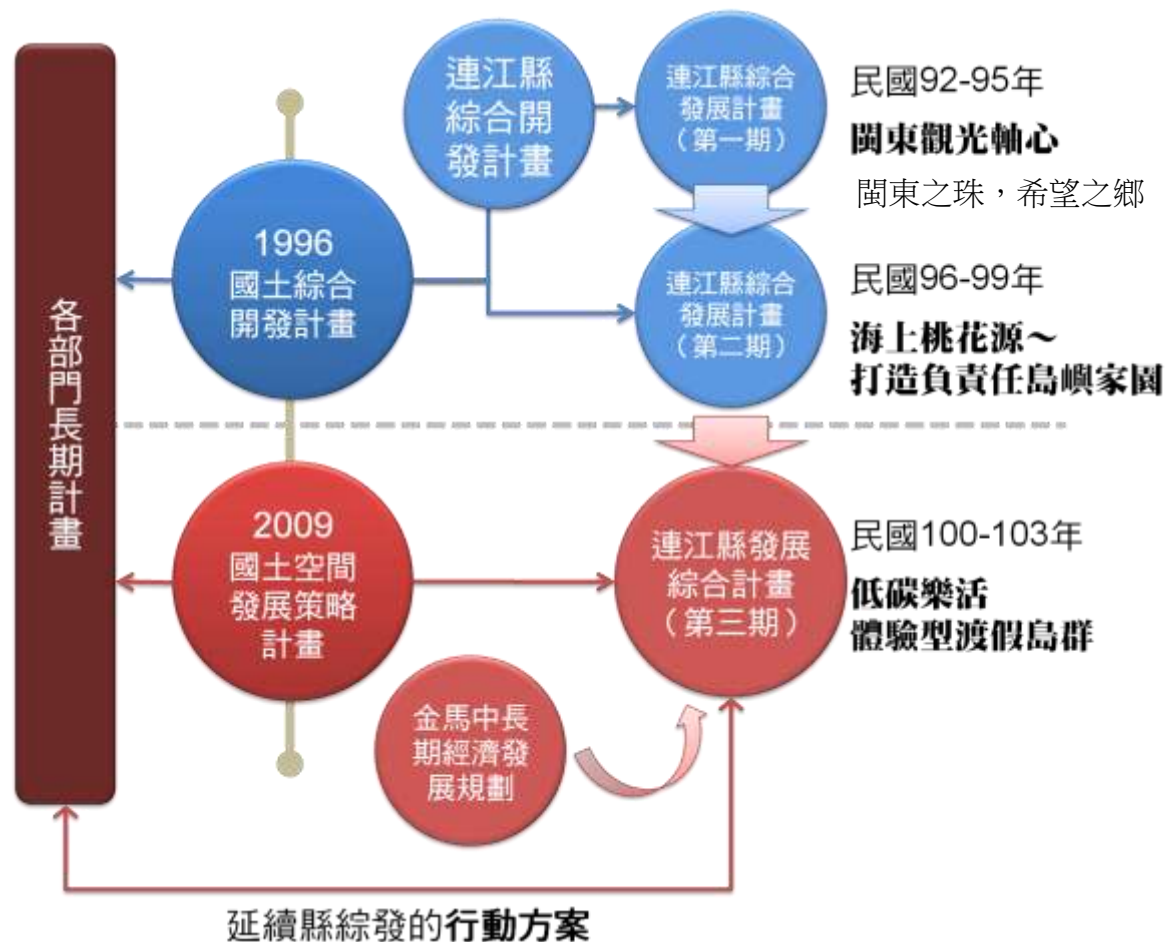 各部門長期計畫
1996
國土綜合
開發計畫
2009
國土空間
發展策略
計畫
連江縣
綜合開
發計畫
連江縣綜合
發展計畫
（第一期）
連江縣綜合
發展計畫
（第二期）
連江縣發展
綜合計畫
（第三期）
金馬中長
期經濟發
展規劃
民國92-95年
閩東觀光軸心
閩東之珠，希望之鄉
民國96-99年
海上桃花源～
打造負責任島嶼家園
民國100-103年
低碳樂活
體驗型渡假島群
延續縣綜發的行動方案